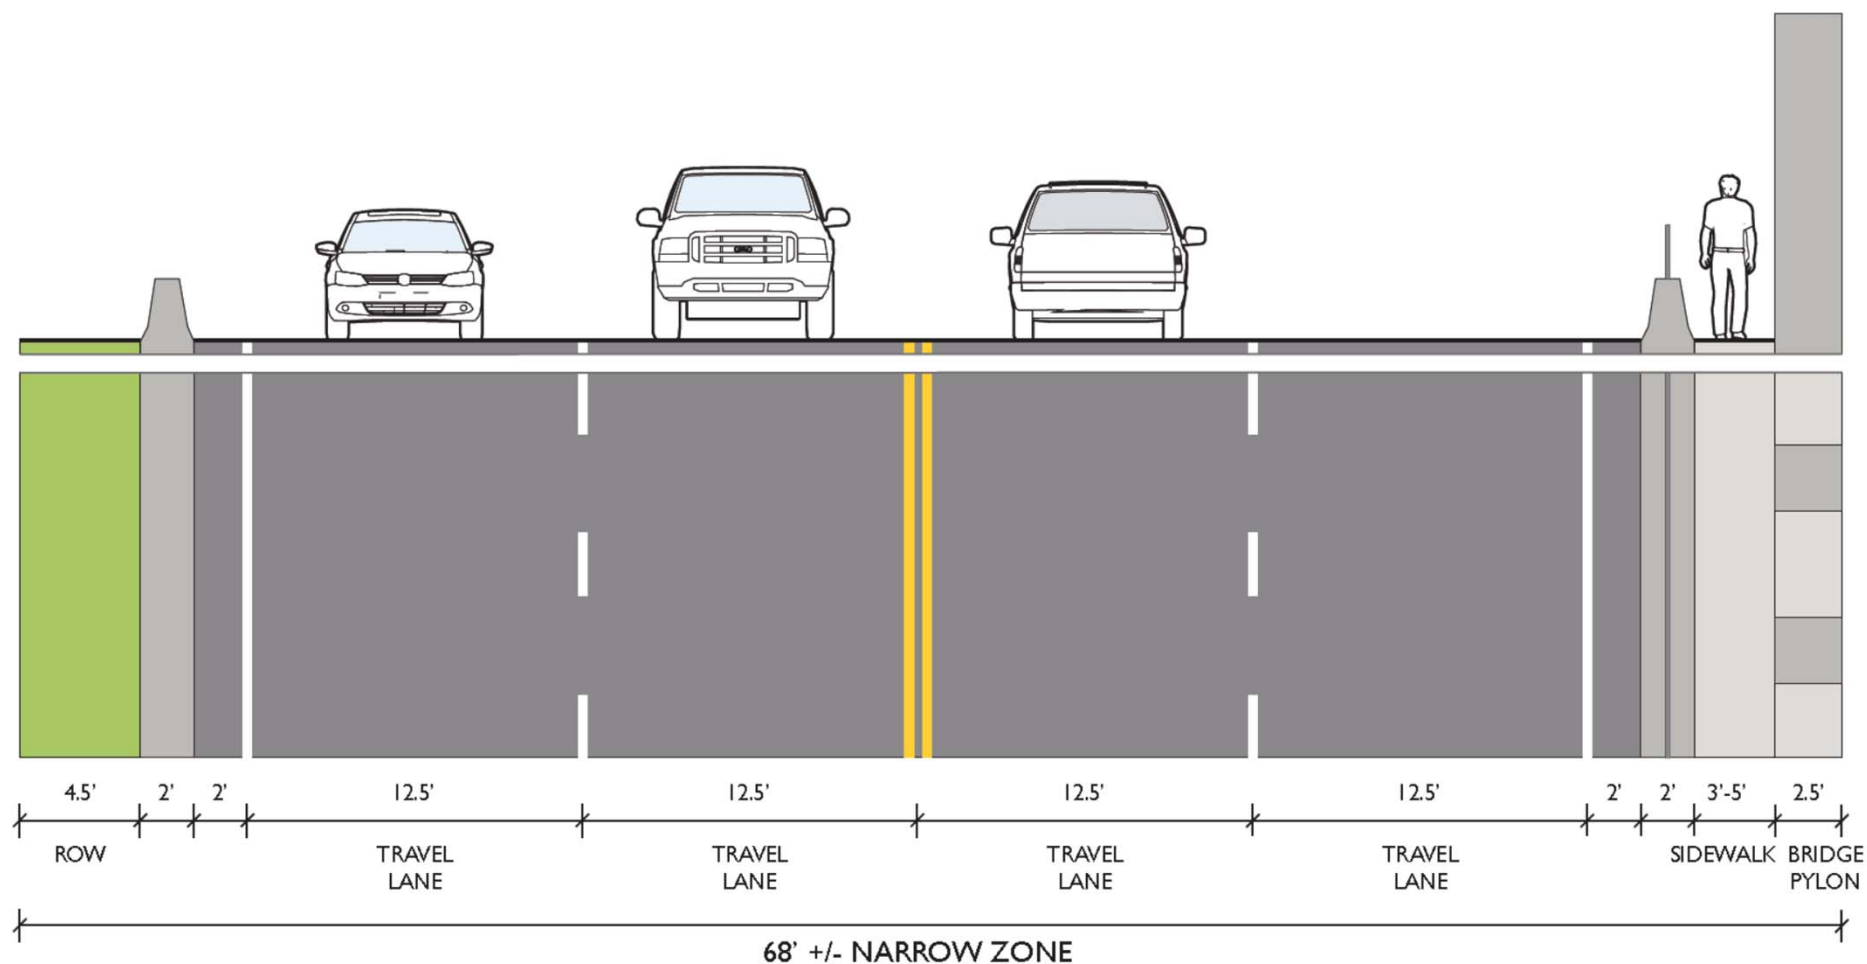 4.5’ 2’ 2’ 12.5’ 12.5’ 12.5’ 12.5’ 2’ 2’ 3’-5’ 2.5’
ROW TRAVEL TRAVEL TRAVEL TRAVEL SIDEWALK BRIDGE
LANE LANE LANE LANE PYLON
68’ +/- NARROW ZONE